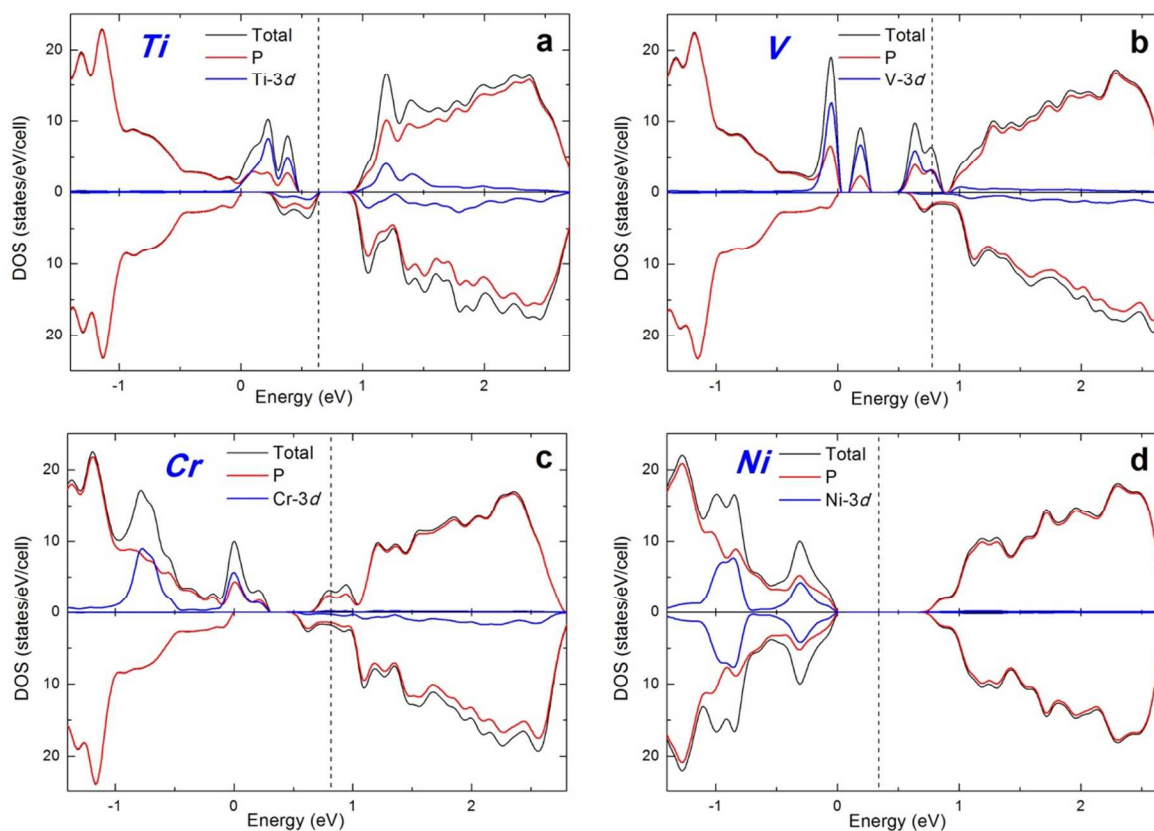 Ti
Total
P
Ti-3d
a
20
10
0
10
20
DOS (states/eV/cell)
-1 0 1 2
Energy (eV)
V
Total
P
V-3d
b
20
10
0
10
20
DOS (states/eV/cell)
-1 0 1 2
Energy (eV)
Cr
Total
P
Cr-3d
c
20
10
0
10
20
DOS (states/eV/cell)
-1 0 1 2
Energy (eV)
Ni
Total
P
Ni-3d
d
20
10
0
10
20
DOS (states/eV/cell)
-1 0 1 2
Energy (eV)